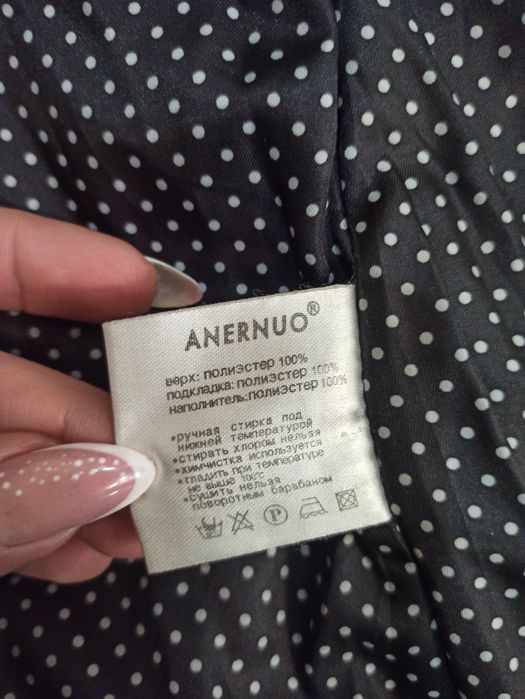 ANERNUO®
верх: полиэстер 100%
подкладка: полиэстер 100%
наполнитель:полиэстер 100%
•ручная стирка под
нижней температурой
•стирать хлором нельзя
•химчистка используется
•гладить при температуре
не выше 100°c
•сушить нельзя
поворотным барабаном
P